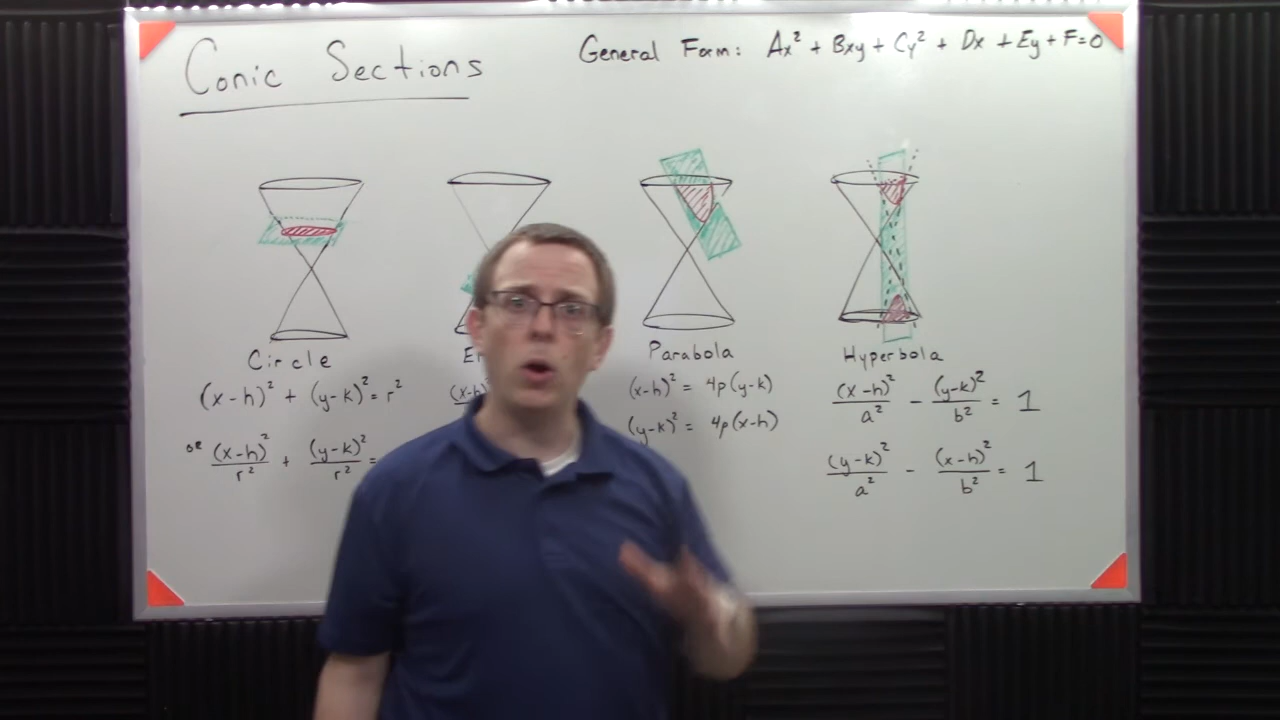 Conic Sections
General Form: Ax² + Bxy + Cy² + Dx + Ey + F = 0
Circle
(x-h)² + (y-k)² = r²
or (x-h)²/r² + (y-k)²/r² =
(x-h)²
Parabola
(x-h)² = 4p(y-k)
(y-k)² = 4p(x-h)
Hyperbola
(x-h)²/a² - (y-k)²/b² = 1
(y-k)²/a² - (x-h)²/b² = 1